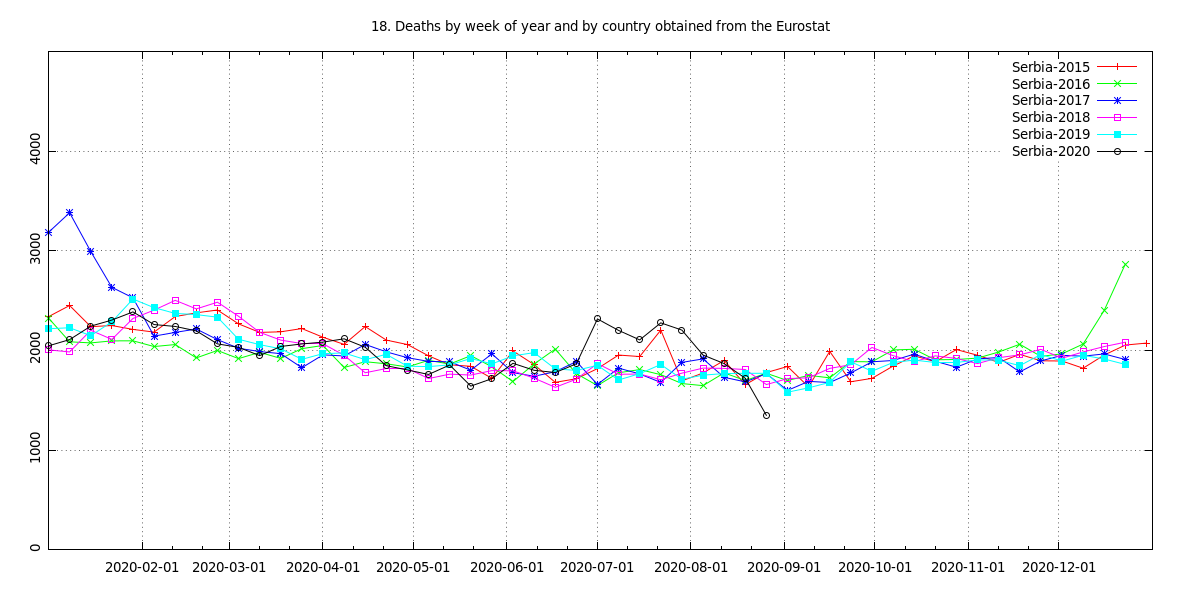 18. Deaths by week of year and by country obtained from the Eurostat
Serbia-2015
Serbia-2016
Serbia-2017
Serbia-2018
Serbia-2019
Serbia-2020
4000
3000
2000
1000
0
2020-02-01 2020-03-01 2020-04-01 2020-05-01 2020-06-01 2020-07-01 2020-08-01 2020-09-01 2020-10-01 2020-11-01 2020-12-01